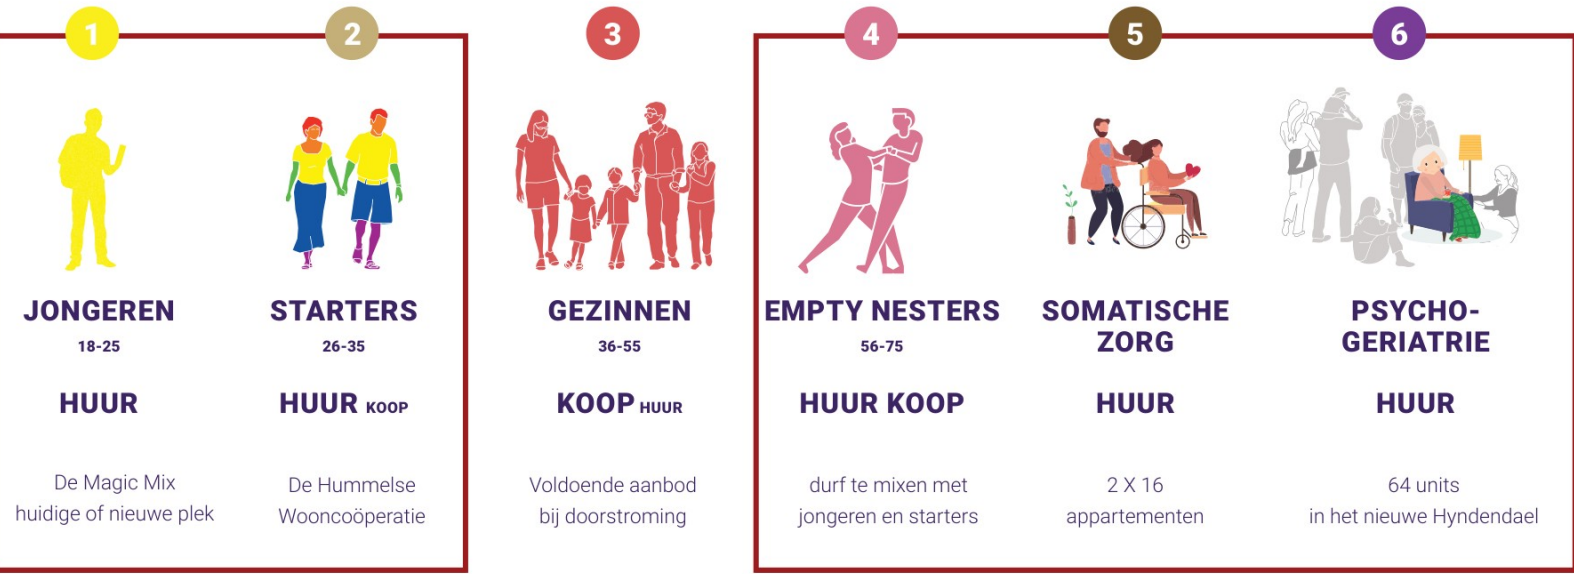 1
JONGEREN
18-25
HUUR
De Magic Mix
huidige of nieuwe plek
2
STARTERS
26-35
HUUR KOOP
De Hummelse
Wooncoöperatie
3
GEZINNEN
36-55
KOOP HUUR
Voldoende aanbod
bij doorstroming
4
EMPTY NESTERS
56-75
HUUR KOOP
durf te mixen met
jongeren en starters
5
SOMATISCHE
ZORG
HUUR
2 X 16
appartementen
6
PSYCHO-
GERIATRIE
HUUR
64 units
in het nieuwe Hyndendael